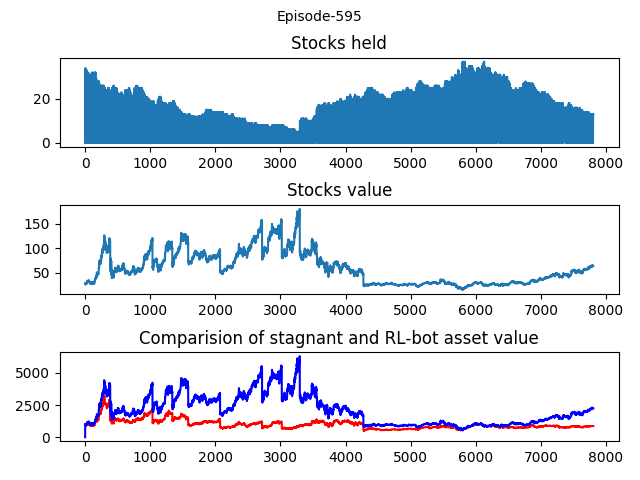 Episode-595
Stocks held
20
0
0 1000 2000 3000 4000 5000 6000 7000 8000
Stocks value
150
100
50
0 1000 2000 3000 4000 5000 6000 7000 8000
Comparision of stagnant and RL-bot asset value
5000
2500
0
0 1000 2000 3000 4000 5000 6000 7000 8000